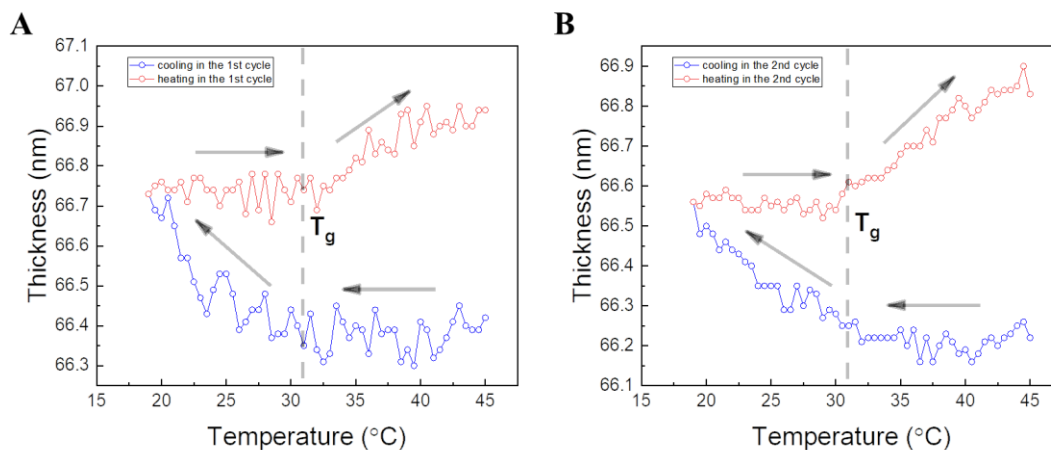 A
B
cooling in the 1st cycle
heating in the 1st cycle
cooling in the 2nd cycle
heating in the 2nd cycle
Thickness (nm)
67.1
67.0
66.9
66.8
66.7
66.6
66.5
66.4
66.3
Tg
15 20 25 30 35 40 45
Temperature (°C)
Thickness (nm)
66.9
66.8
66.7
66.6
66.5
66.4
66.3
66.2
66.1
Tg
15 20 25 30 35 40 45
Temperature (°C)